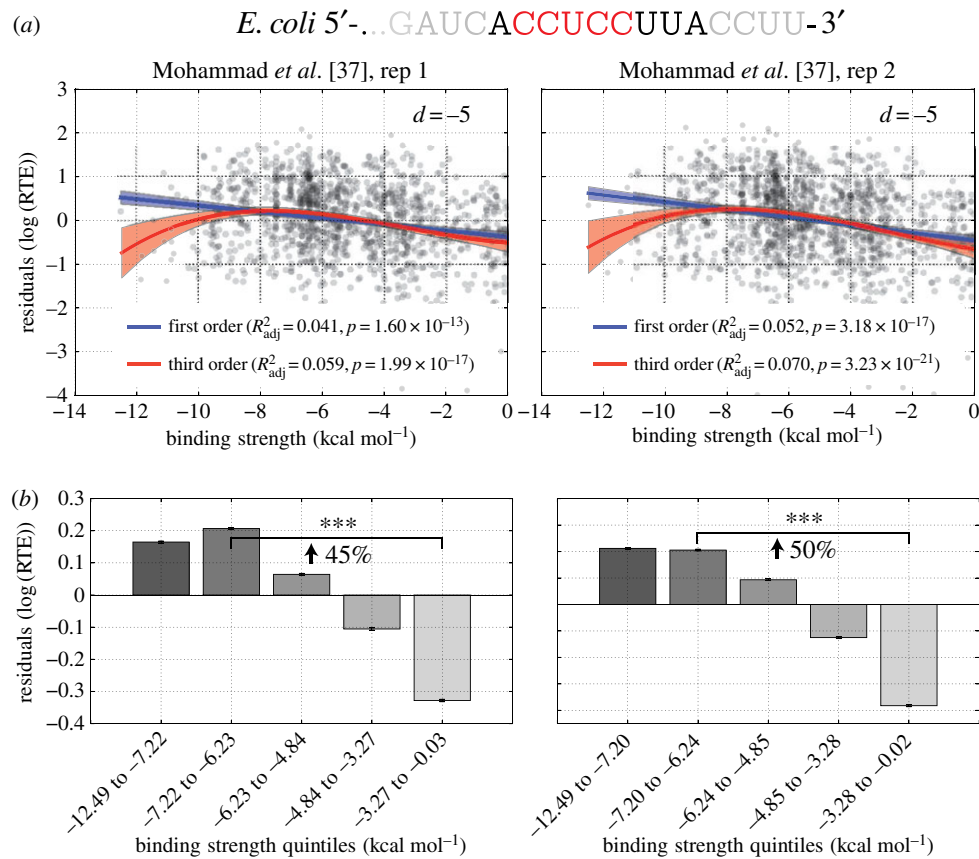 (a) E. coli 5′-...GAUCACCUCCUUACCUU-3′
Mohammad et al. [37], rep 1
Mohammad et al. [37], rep 2
d = –5
d = –5
residuals (log (RTE))
2
1
0
–1
–2
–3
–4
first order (R²adj = 0.041, p = 1.60 × 10⁻¹³)
third order (R²adj = 0.059, p = 1.99 × 10⁻¹⁷)
first order (R²adj = 0.052, p = 3.18 × 10⁻¹⁷)
third order (R²adj = 0.070, p = 3.23 × 10⁻²¹)
3
–14 –12 –10 –8 –6 –4 –2 0
–14 –12 –10 –8 –6 –4 –2 0
binding strength (kcal mol⁻¹)
binding strength (kcal mol⁻¹)
(b)
residuals (log (RTE))
0.3
0.2
0.1
0
–0.1
–0.2
–0.3
–0.4
***
45%
***
50%
–12.49 to –7.22
–7.22 to –6.23
–6.23 to –4.84
–4.84 to –3.27
–3.27 to –0.03
–12.49 to –7.20
–7.20 to –6.24
–6.24 to –4.85
–4.85 to –3.28
–3.28 to –0.02
binding strength quintiles (kcal mol⁻¹)
binding strength quintiles (kcal mol⁻¹)